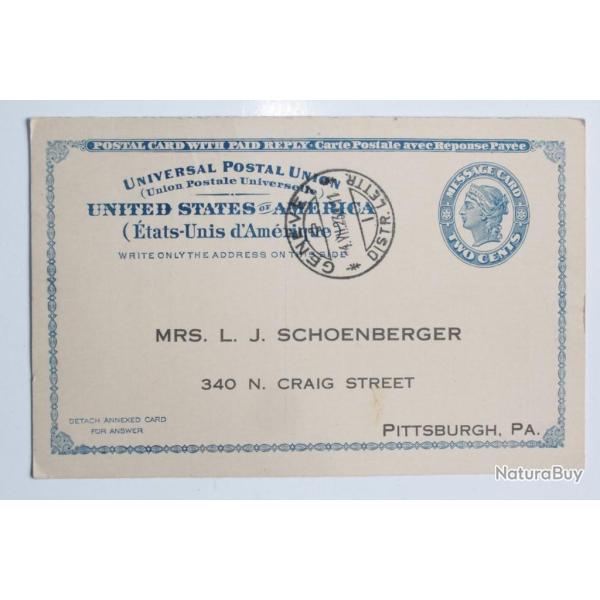 POSTAL CARD WITH PAID REPLY • Carte Postale avec Réponse Payée
UNIVERSAL POSTAL UNION
(Union Postale Universelle)
UNITED STATES OF AMERICA
(États-Unis d'Amérique)
WRITE ONLY THE ADDRESS ON THIS SIDE
GENÈVE 1
DISTR. LETTR.
MESSAGE CARD
TWO CENTS
MRS. L. J. SCHOENBERGER
340 N. CRAIG STREET
PITTSBURGH, PA.
DETACH ANNEXED CARD
FOR ANSWER
NaturaBuy